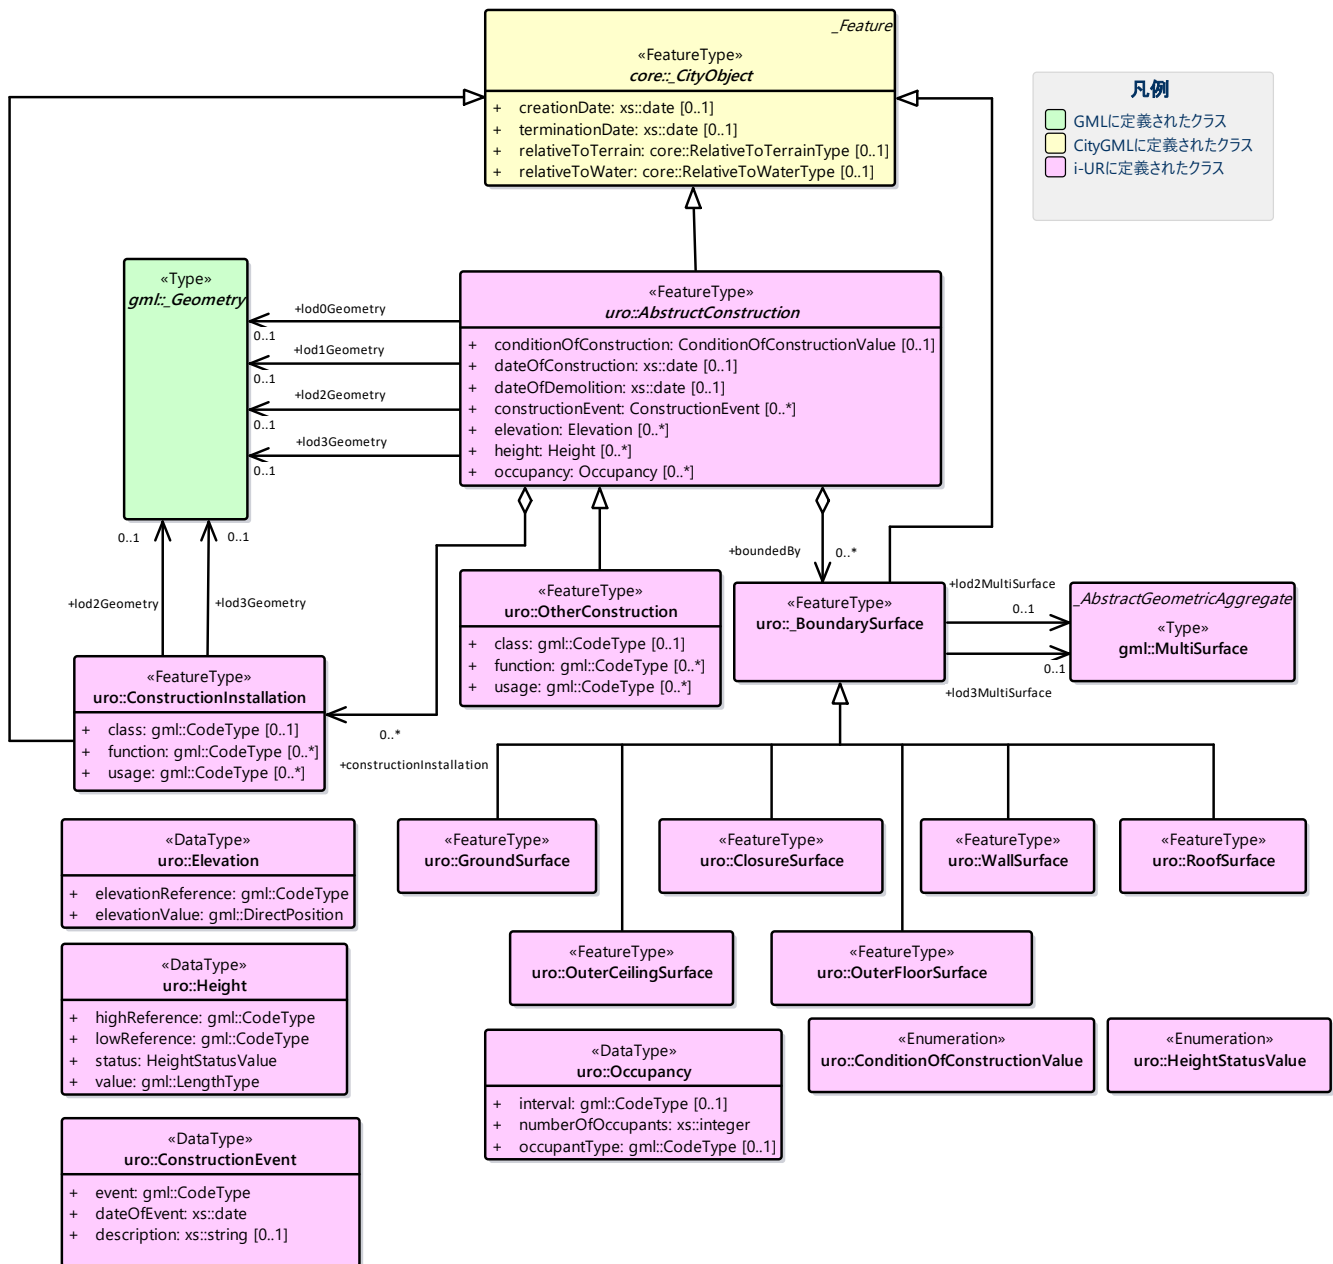 _Feature
«FeatureType»
core::_CityObject
+ creationDate: xs::date [0..1]
+ terminationDate: xs::date [0..1]
+ relativeToTerrain: core::RelativeToTerrainType [0..1]
+ relativeToWater: core::RelativeToWaterType [0..1]
凡例
GMLに定義されたクラス
CityGMLに定義されたクラス
i-URに定義されたクラス
«Type»
gml::_Geometry
«FeatureType»
uro::AbstractConstruction
+ conditionOfConstruction: ConditionOfConstructionValue [0..1]
+ dateOfConstruction: xs::date [0..1]
+ dateOfDemolition: xs::date [0..1]
+ constructionEvent: ConstructionEvent [0..*]
+ elevation: Elevation [0..*]
+ height: Height [0..*]
+ occupancy: Occupancy [0..*]
+lod0Geometry
0..1
+lod1Geometry
0..1
+lod2Geometry
0..1
+lod3Geometry
0..1
0..1
0..1
+lod2Geometry
+lod3Geometry
+boundedBy
0..*
«FeatureType»
uro::OtherConstruction
+ class: gml::CodeType [0..1]
+ function: gml::CodeType [0..*]
+ usage: gml::CodeType [0..*]
«FeatureType»
uro::_BoundarySurface
+lod2MultiSurface
0..1
0..1
+lod3MultiSurface
_AbstractGeometricAggregate
«Type»
gml::MultiSurface
«FeatureType»
uro::ConstructionInstallation
+ class: gml::CodeType [0..1]
+ function: gml::CodeType [0..*]
+ usage: gml::CodeType [0..*]
0..*
+constructionInstallation
«DataType»
uro::Elevation
+ elevationReference: gml::CodeType
+ elevationValue: gml::DirectPosition
«FeatureType»
uro::GroundSurface
«FeatureType»
uro::ClosureSurface
«FeatureType»
uro::WallSurface
«FeatureType»
uro::RoofSurface
«FeatureType»
uro::OuterCeilingSurface
«FeatureType»
uro::OuterFloorSurface
«DataType»
uro::Height
+ highReference: gml::CodeType
+ lowReference: gml::CodeType
+ status: HeightStatusValue
+ value: gml::LengthType
«DataType»
uro::Occupancy
+ interval: gml::CodeType [0..1]
+ numberOfOccupants: xs::integer
+ occupantType: gml::CodeType [0..1]
«Enumeration»
uro::ConditionOfConstructionValue
«Enumeration»
uro::HeightStatusValue
«DataType»
uro::ConstructionEvent
+ event: gml::CodeType
+ dateOfEvent: xs::date
+ description: xs::string [0..1]